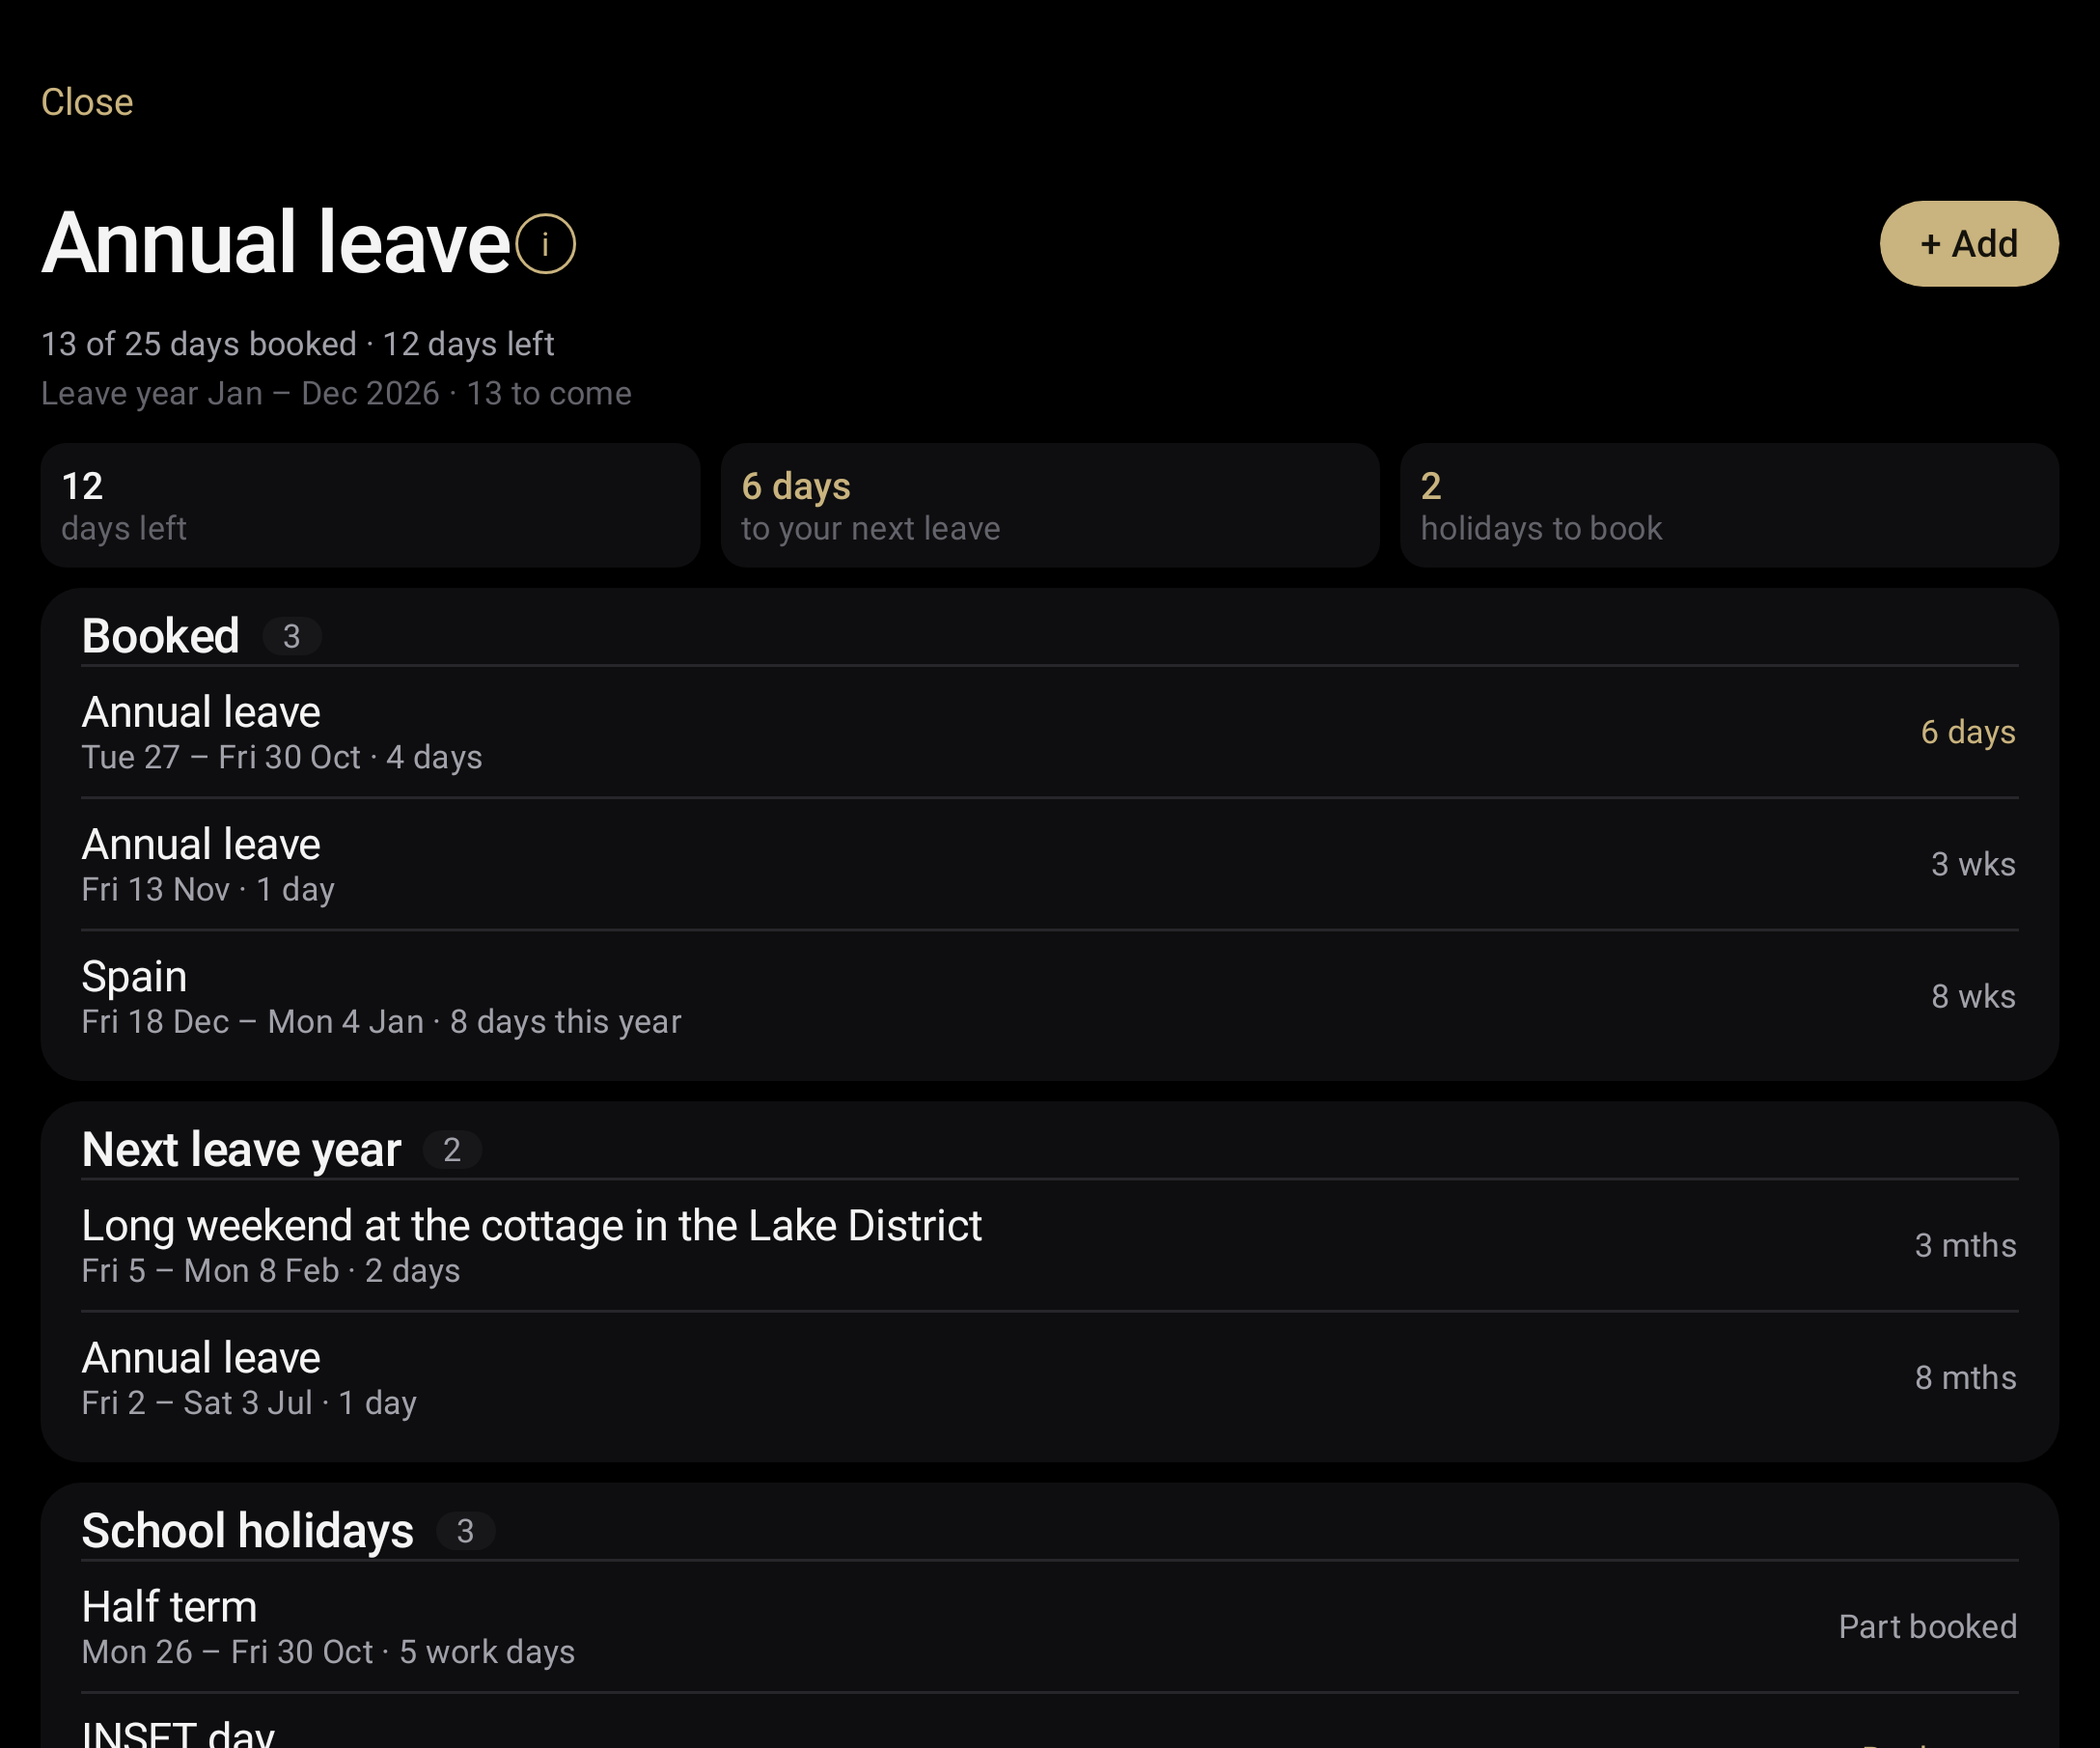 Close
Annual leave i
+ Add
13 of 25 days booked · 12 days left
Leave year Jan – Dec 2026 · 13 to come
12
days left
6 days
to your next leave
2
holidays to book
Booked 3
Annual leave
Tue 27 – Fri 30 Oct · 4 days
6 days
Annual leave
Fri 13 Nov · 1 day
3 wks
Spain
Fri 18 Dec – Mon 4 Jan · 8 days this year
8 wks
Next leave year 2
Long weekend at the cottage in the Lake District
Fri 5 – Mon 8 Feb · 2 days
3 mths
Annual leave
Fri 2 – Sat 3 Jul · 1 day
8 mths
School holidays 3
Half term
Mon 26 – Fri 30 Oct · 5 work days
Part booked
INSET day